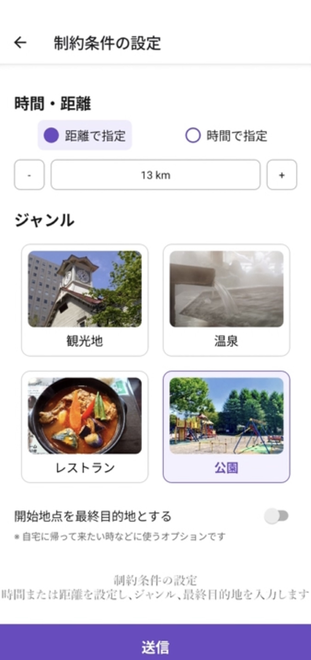 制約条件の設定
時間・距離
距離で指定 時間で指定
- 13 km +
ジャンル
観光地 温泉
レストラン 公園
開始地点を最終目的地とする
※ 自宅に帰って来たい時などに使うオプションです
制約条件の設定
時間または距離を設定し、ジャンル、最終目的地を入力します
送信